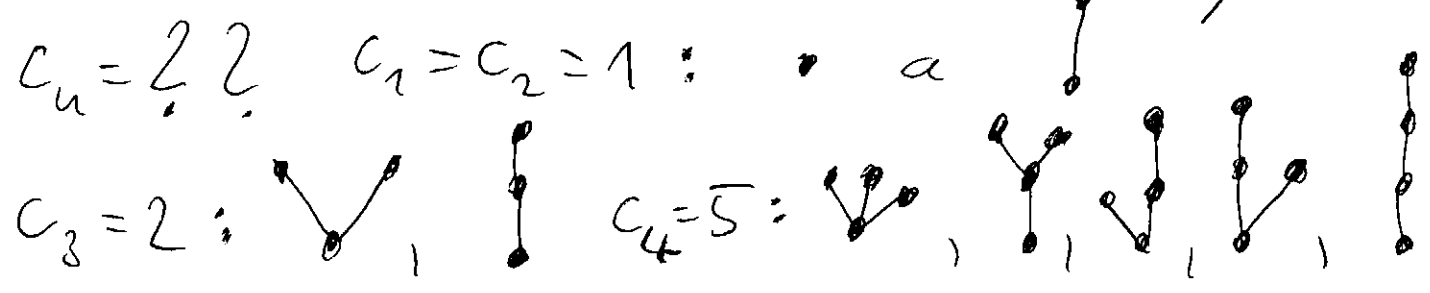 c_n = ?? c_1 = c_2 = 1 : a ,
c_3 = 2 : , c_4 = 5 : , , , ,